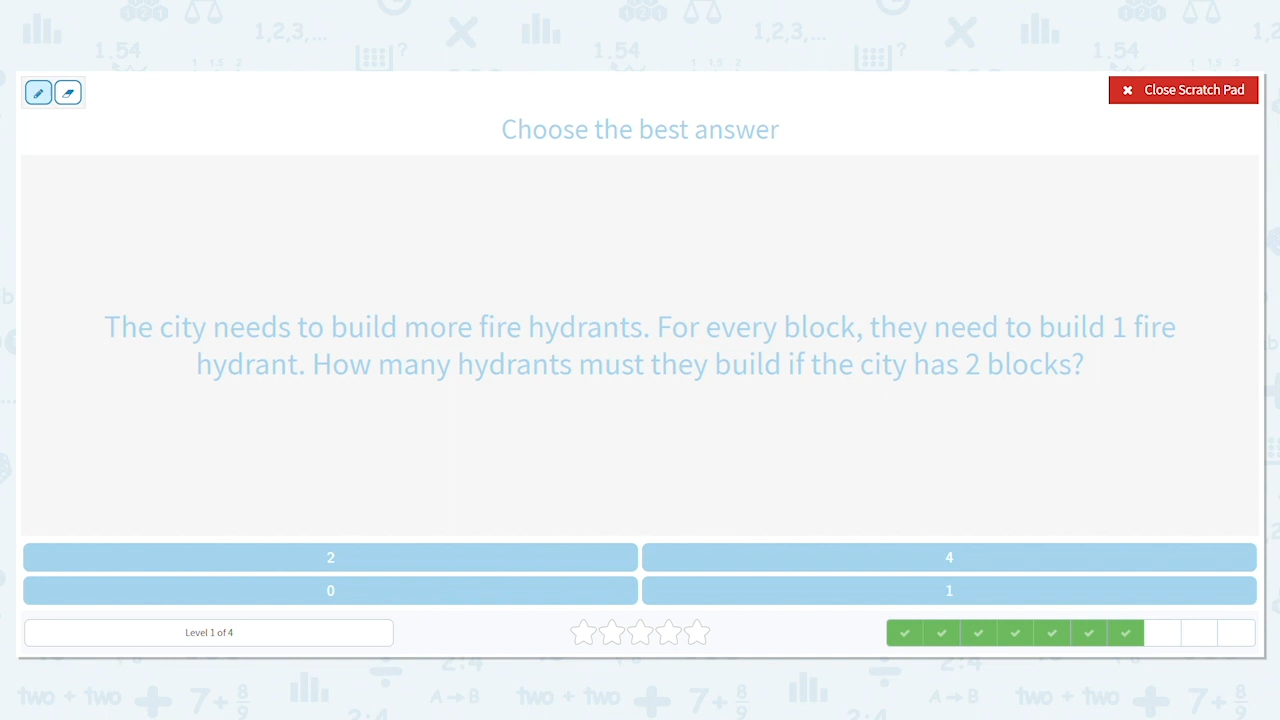 Close Scratch Pad
Choose the best answer
The city needs to build more fire hydrants. For every block, they need to build 1 fire
hydrant. How many hydrants must they build if the city has 2 blocks?
2
4
0
1
Level 1 of 4